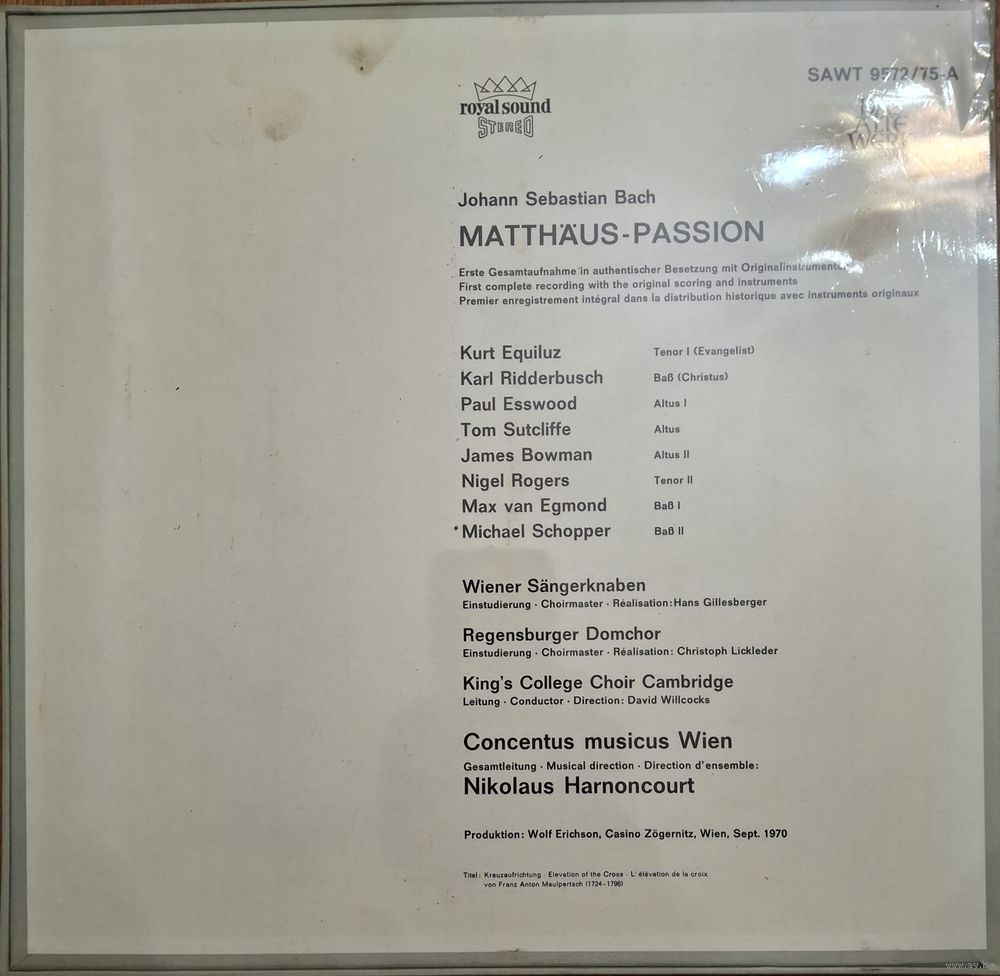 royal sound
STEREO
SAWT 9572/75-A
DAS
ALTE
WERK
Johann Sebastian Bach
MATTHÄUS-PASSION
Erste Gesamtaufnahme in authentischer Besetzung mit Originalinstrumenten
First complete recording with the original scoring and instruments
Premier enregistrement intégral dans la distribution historique avec instruments originaux
Kurt Equiluz Tenor I (Evangelist)
Karl Ridderbusch Baß (Christus)
Paul Esswood Altus I
Tom Sutcliffe Altus
James Bowman Altus II
Nigel Rogers Tenor II
Max van Egmond Baß I
Michael Schopper Baß II
Wiener Sängerknaben
Einstudierung · Choirmaster · Réalisation: Hans Gillesberger
Regensburger Domchor
Einstudierung · Choirmaster · Réalisation: Christoph Lickleder
King's College Choir Cambridge
Leitung · Conductor · Direction: David Willcocks
Concentus musicus Wien
Gesamtleitung · Musical direction · Direction d'ensemble:
Nikolaus Harnoncourt
Produktion: Wolf Erichson, Casino Zögernitz, Wien, Sept. 1970
Titel: Kreuzaufrichtung · Elevation of the Cross · L'élévation de la croix
von Franz Anton Maulpertsch (1724-1796)